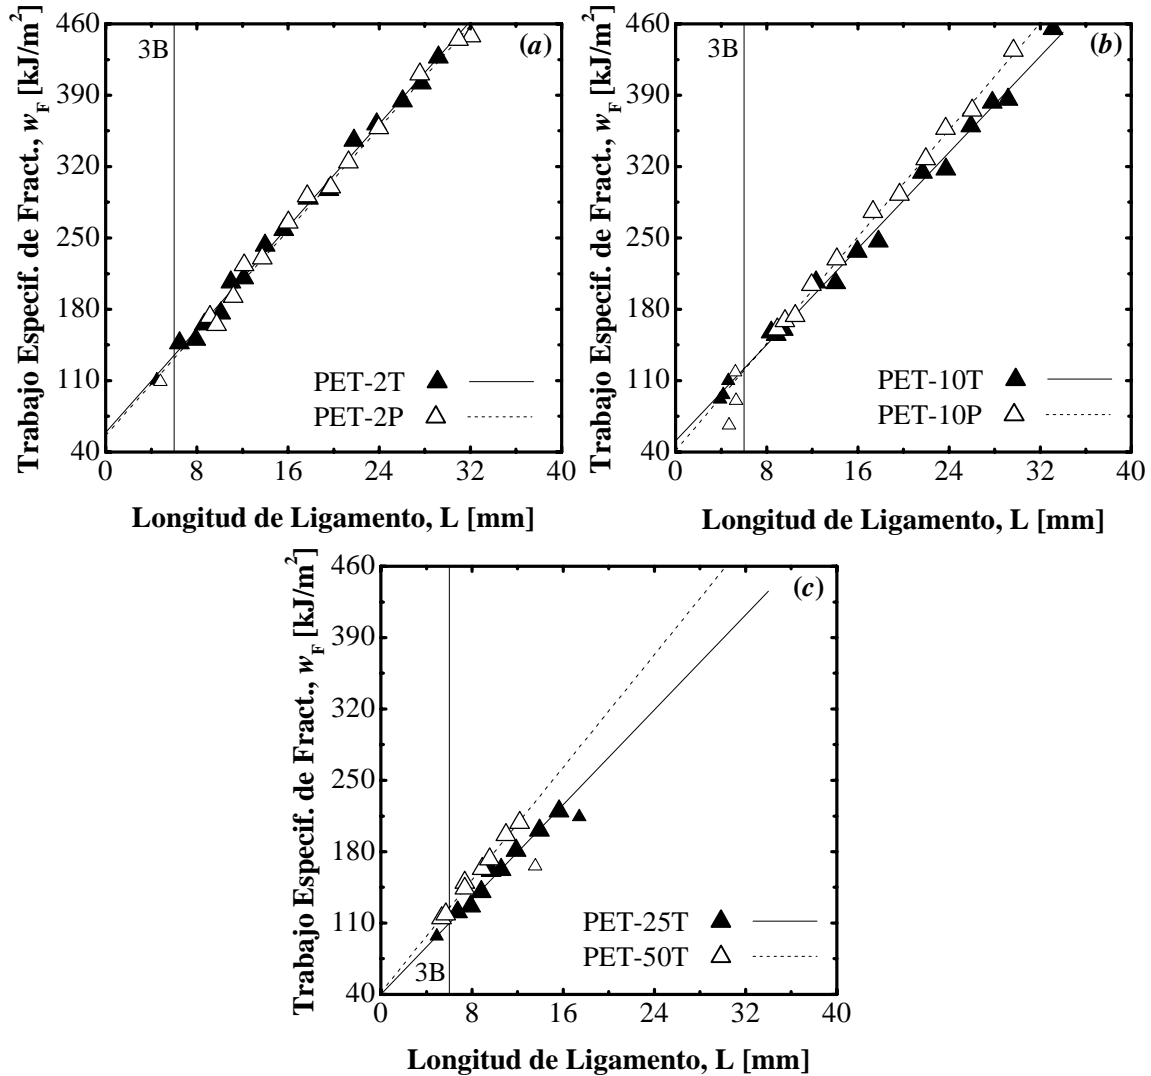 Trabajo Especif. de Fract., w_F [kJ/m²]
460
390
320
250
180
110
40
3B
(a)
PET-2T
PET-2P
0 8 16 24 32 40
Longitud de Ligamento, L [mm]
Trabajo Especif. de Fract., w_F [kJ/m²]
460
390
320
250
180
110
40
3B
(b)
PET-10T
PET-10P
0 8 16 24 32 40
Longitud de Ligamento, L [mm]
Trabajo Especif. de Fract., w_F [kJ/m²]
460
390
320
250
180
110
40
(c)
PET-25T
PET-50T
3B
0 8 16 24 32 40
Longitud de Ligamento, L [mm]